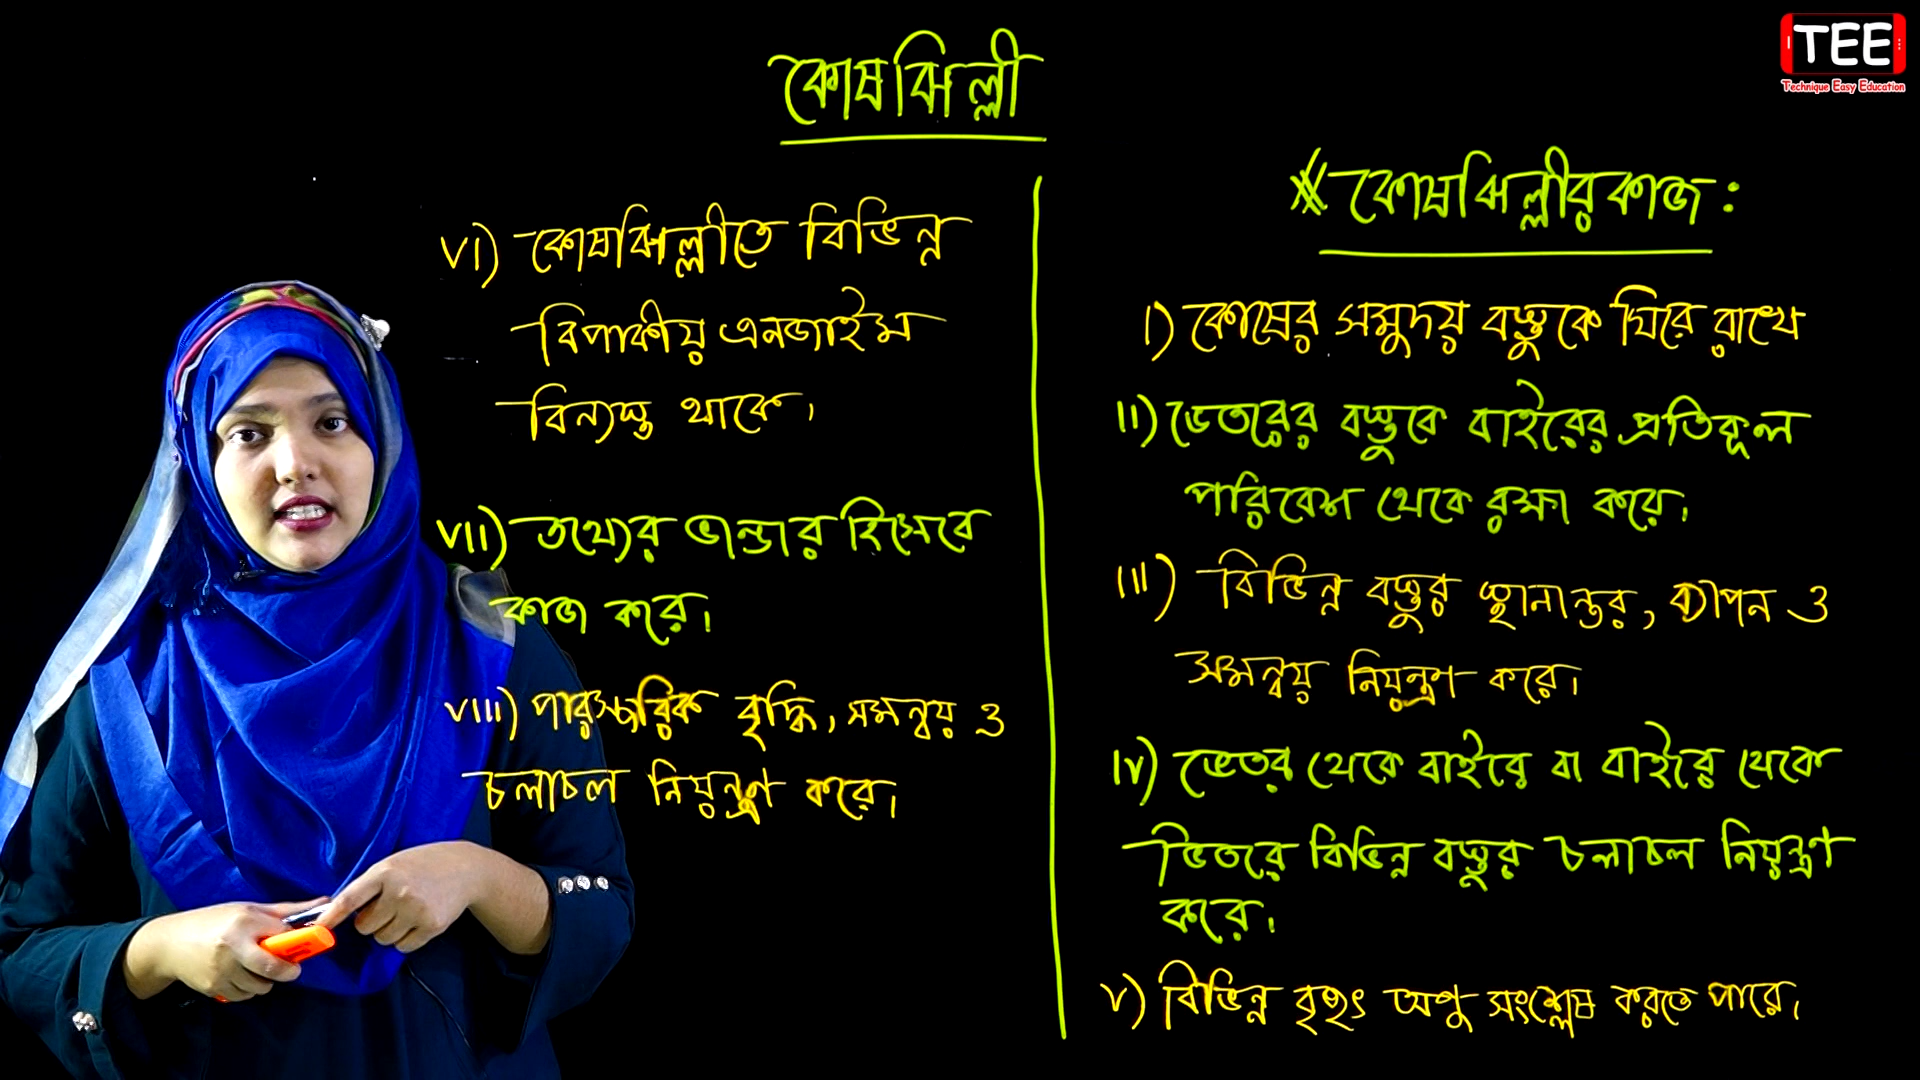 কোষঝিল্লী
TEE
Technique Easy Education
* কোষঝিল্লীর কাজ :
I) কোষের সমুদয় বস্তুকে ঘিরে রাখে
II) ভেতরের বস্তুকে বাইরের প্রতিকূল
পরিবেশ থেকে রক্ষা করে।
III) বিভিন্ন বস্তুর স্থানান্তর, ব্যাপন ও
সমন্বয় নিয়ন্ত্রণ করে।
IV) ভেতর থেকে বাইরে বা বাইরে থেকে
ভিতরে বিভিন্ন বস্তুর চলাচল নিয়ন্ত্রণ
করে।
V) বিভিন্ন বৃহৎ অণু সংশ্লেষ করতে পারে।
VI) কোষঝিল্লীতে বিভিন্ন
বিপাকীয় এনজাইম
বিন্যস্ত থাকে।
VII) তথ্যের ভান্ডার হিসেবে
কাজ করে।
VIII) পারস্পরিক বৃদ্ধি, সমন্বয় ও
চলাচল নিয়ন্ত্রণ করে।